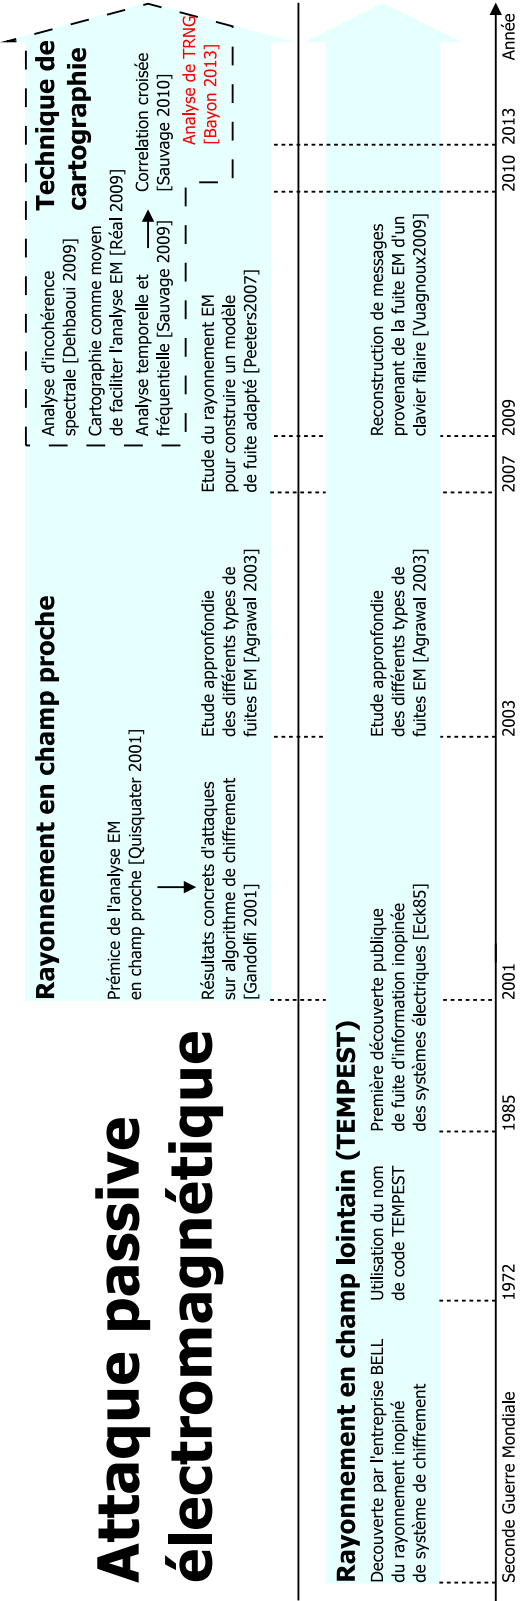 Attaque passive
électromagnétique
Rayonnement en champ proche
Prémice de l'analyse EM
en champ proche [Quisquater 2001]
Résultats concrets d'attaques
sur algorithme de chiffrement
[Gandolfi 2001]
Etude appronfondie
des différents types de
fuites EM [Agrawal 2003]
Etude du rayonnement EM
pour construire un modèle
de fuite adapté [Peeters2007]
Technique de
cartographie
Analyse d'incohérence
spectrale [Dehbaoui 2009]
Cartographie comme moyen
de faciliter l'analyse EM [Réal 2009]
Analyse temporelle et
fréquentielle [Sauvage 2009]
Correlation croisée
[Sauvage 2010]
Analyse de TRNG
[Bayon 2013]
Rayonnement en champ lointain (TEMPEST)
Decouverte par l'entreprise BELL
du rayonnement inopiné
de système de chiffrement
Utilisation du nom
de code TEMPEST
Première découverte publique
de fuite d'information inopinée
des systèmes électriques [Eck85]
Etude appronfondie
des différents types de
fuites EM [Agrawal 2003]
Reconstruction de messages
provenant de la fuite EM d'un
clavier filaire [Vuagnoux2009]
Seconde Guerre Mondiale
1972
1985
2001
2003
2007
2009
2010
2013
Année